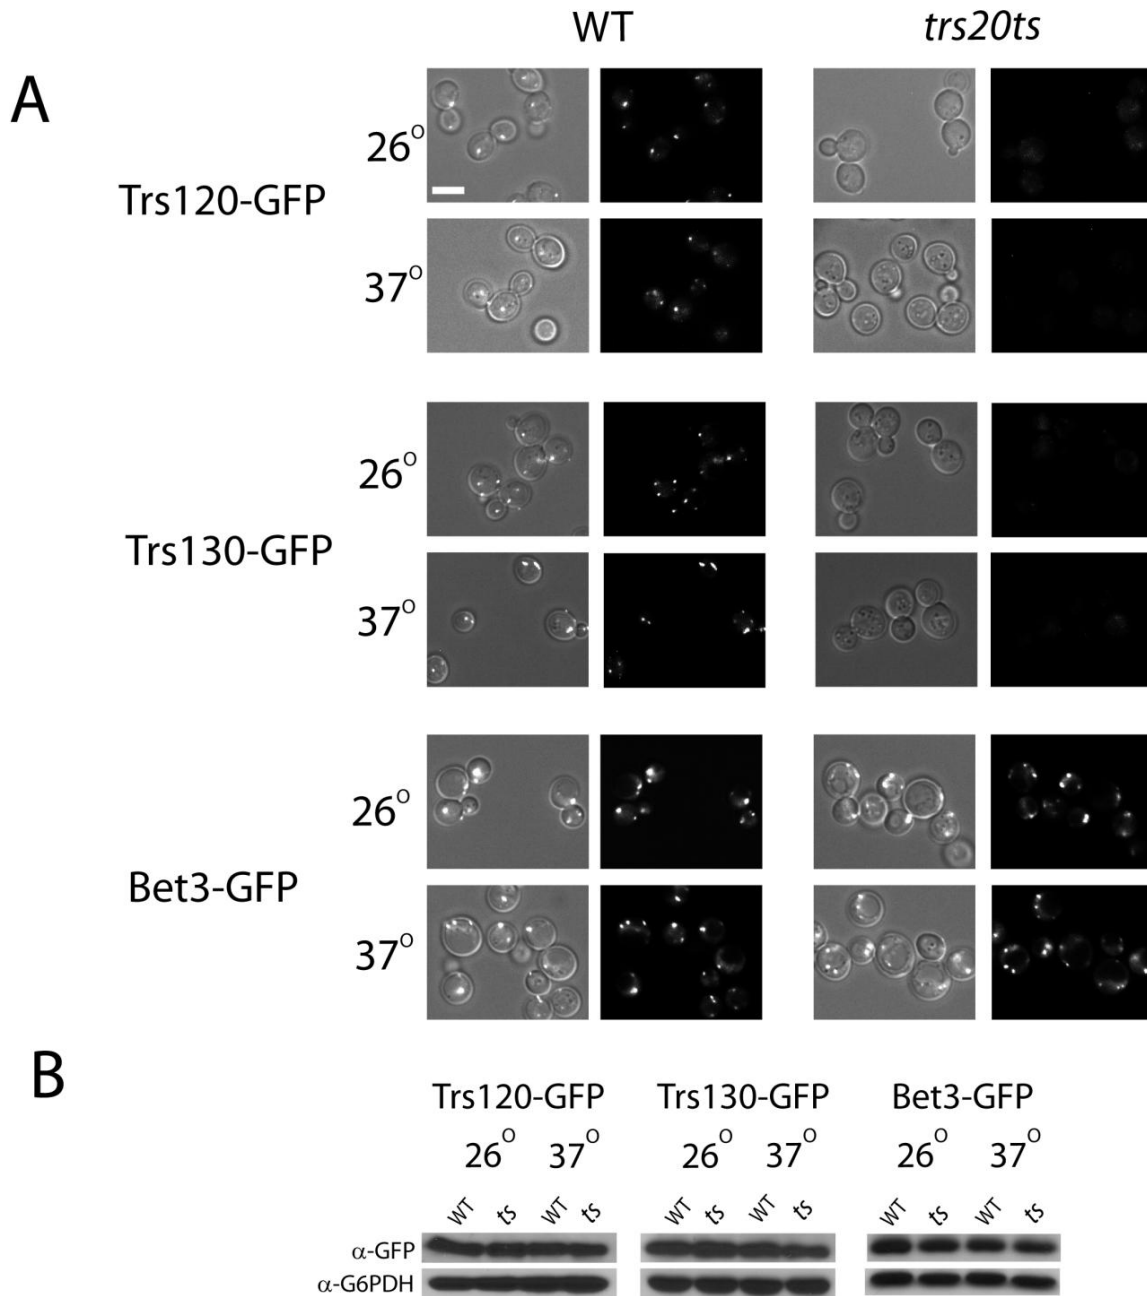 WT trs20ts
A
26°
Trs120-GFP
37°
26°
Trs130-GFP
37°
26°
Bet3-GFP
37°
B
Trs120-GFP Trs130-GFP Bet3-GFP
26° 37° 26° 37° 26° 37°
WT ts WT ts WT ts WT ts WT ts WT ts
α-GFP
α-G6PDH